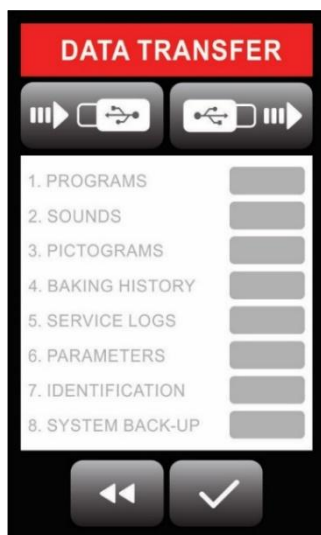 DATA TRANSFER
1. PROGRAMS
2. SOUNDS
3. PICTOGRAMS
4. BAKING HISTORY
5. SERVICE LOGS
6. PARAMETERS
7. IDENTIFICATION
8. SYSTEM BACK-UP